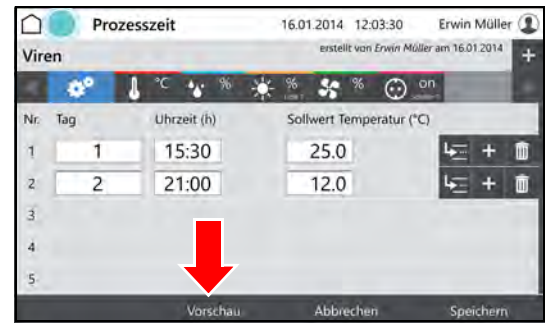 Prozesszeit 16.01.2014 12:03:30 Erwin Müller
Viren erstellt von Erwin Müller am 16.01.2014 +
°C % % % on
Nr. Tag Uhrzeit (h) Sollwert Temperatur (°C)
1 1 15:30 25.0 +
2 2 21:00 12.0 +
3
4
5
Vorschau Abbrechen Speichern